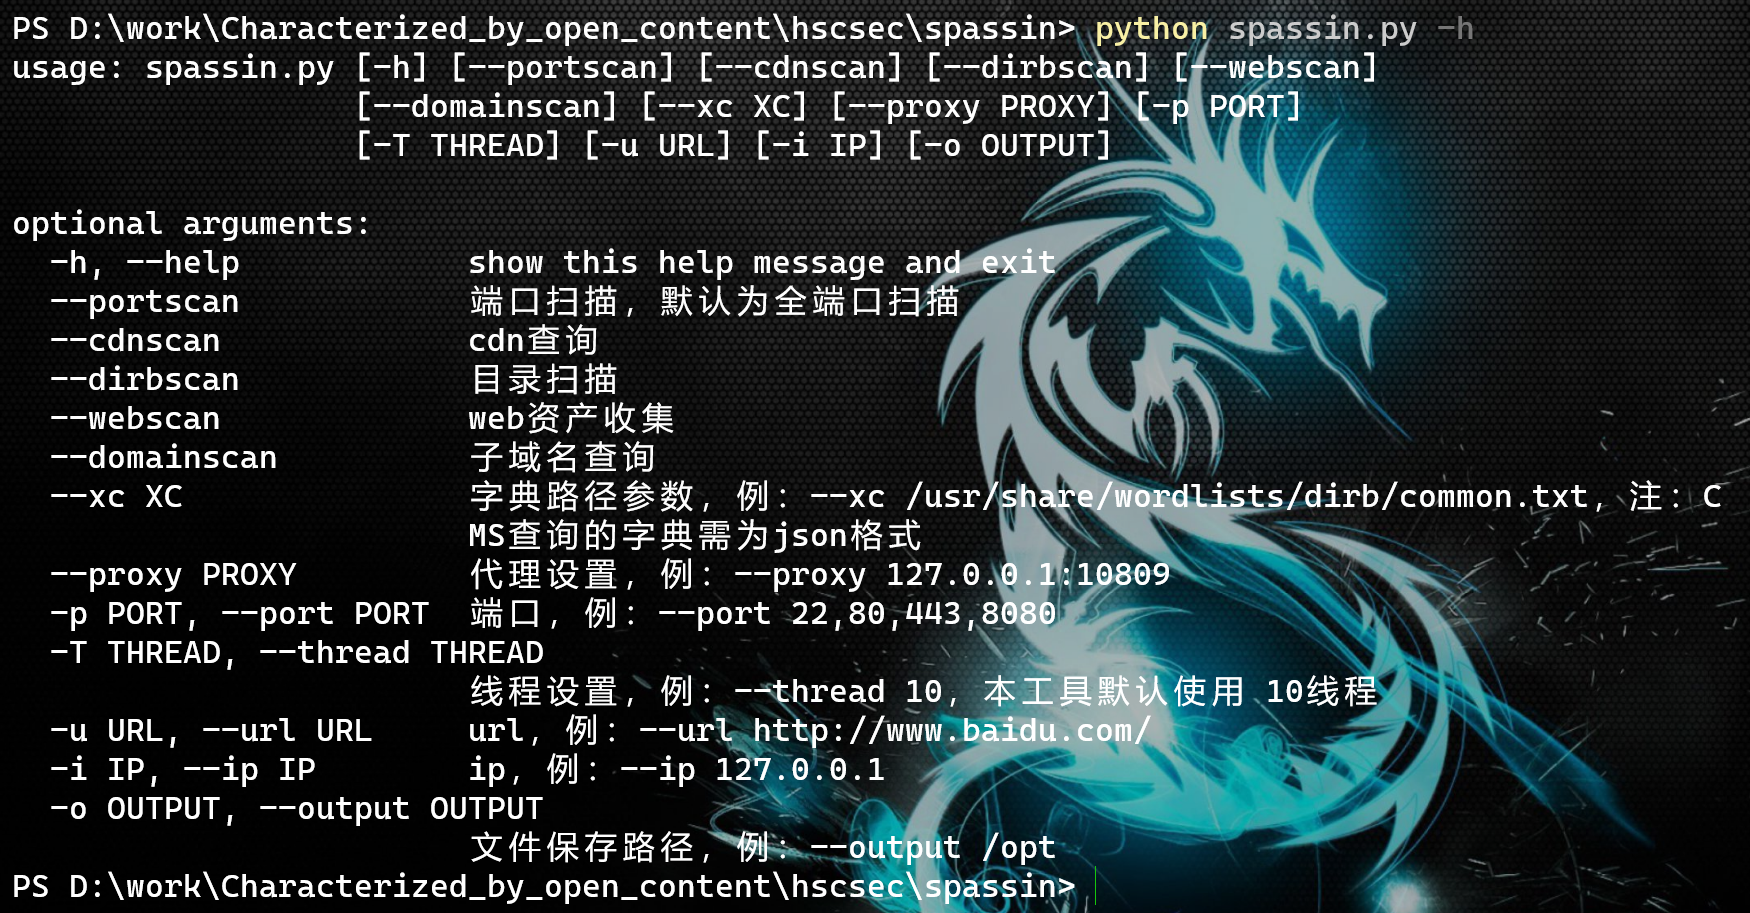 PS D:\work\Characterized_by_open_content\hscsec\spassin> python spassin.py -h
usage: spassin.py [-h] [--portscan] [--cdnscan] [--dirbscan] [--webscan]
[--domainscan] [--xc XC] [--proxy PROXY] [-p PORT]
[-T THREAD] [-u URL] [-i IP] [-o OUTPUT]
optional arguments:
-h, --help show this help message and exit
--portscan 端口扫描，默认为全端口扫描
--cdnscan cdn查询
--dirbscan 目录扫描
--webscan web资产收集
--domainscan 子域名查询
--xc XC 字典路径参数，例：--xc /usr/share/wordlists/dirb/common.txt，注：C
MS查询的字典需为json格式
--proxy PROXY 代理设置，例：--proxy 127.0.0.1:10809
-p PORT, --port PORT 端口，例：--port 22,80,443,8080
-T THREAD, --thread THREAD
线程设置，例：--thread 10，本工具默认使用 10线程
-u URL, --url URL url，例：--url http://www.baidu.com/
-i IP, --ip IP ip，例：--ip 127.0.0.1
-o OUTPUT, --output OUTPUT
文件保存路径，例：--output /opt
PS D:\work\Characterized_by_open_content\hscsec\spassin>